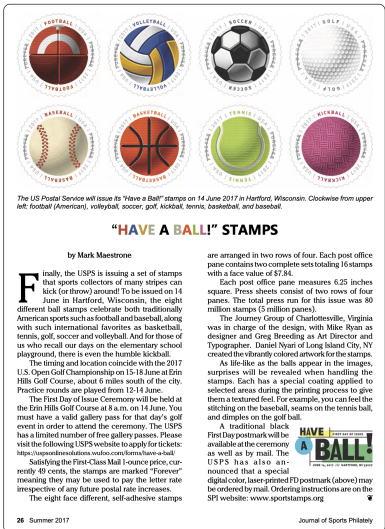 FOOTBALL
FOOTBALL
VOLLEYBALL
VOLLEYBALL
SOCCER
SOCCER
GOLF
GOLF
BASEBALL
BASEBALL
BASKETBALL
BASKETBALL
TENNIS
TENNIS
KICKBALL
KICKBALL
The US Postal Service will issue its "Have a Ball!" stamps on 14 June 2017 in Hartford, Wisconsin. Clockwise from upper
left: football (American), volleyball, soccer, golf, kickball, tennis, basketball, and baseball.
"HAVE A BALL!" STAMPS
by Mark Maestrone
Finally, the USPS is issuing a set of stamps
that sports collectors of many stripes can
kick (or throw) around! To be issued on 14
June in Hartford, Wisconsin, the eight
different ball stamps celebrate both traditionally
American sports such as football and baseball, along
with such international favorites as basketball,
tennis, golf, soccer and volleyball. And for those of
us who recall our days on the elementary school
playground, there is even the humble kickball.
The timing and location coincide with the 2017
U.S. Open Golf Championship on 15-18 June at Erin
Hills Golf Course, about 6 miles south of the city.
Practice rounds are played from 12-14 June.
The First Day of Issue Ceremony will be held at
the Erin Hills Golf Course at 8 a.m. on 14 June. You
must have a valid gallery pass for that day's golf
event in order to attend the ceremony. The USPS
has a limited number of free gallery passes. Please
visit the following USPS website to apply for tickets:
https://uspsonlinesolutions.wufoo.com/forms/have-a-ball/
Satisfying the First-Class Mail 1-ounce price, cur-
rently 49 cents, the stamps are marked "Forever"
meaning they may be used to pay the letter rate
irrespective of any future postal rate increases.
The eight face different, self-adhesive stamps
are arranged in two rows of four. Each post office
pane contains two complete sets totaling 16 stamps
with a face value of $7.84.
Each post office pane measures 6.25 inches
square. Press sheets consist of two rows of four
panes. The total press run for this issue was 80
million stamps (5 million panes).
The Journey Group of Charlottesville, Virginia
was in charge of the design, with Mike Ryan as
designer and Greg Breeding as Art Director and
Typographer. Daniel Nyari of Long Island City, NY
created the vibrantly colored artwork for the stamps.
As life-like as the balls appear in the images,
surprises will be revealed when handling the
stamps. Each has a special coating applied to
selected areas during the printing process to give
them a textured feel. For example, you can feel the
stitching on the baseball, seams on the tennis ball,
and dimples on the golf ball.
A traditional black
First Day postmark will be
available at the ceremony
as well as by mail. The
USPS has also an-
nounced that a special
digital color, laser-printed FD postmark (above) may
be ordered by mail. Ordering instructions are on the
SPI website: www.sportstamps.org
HAVE
FIRST DAY OF ISSUE
A BALL!
JUNE 14, 2017 /// HARTFORD, WI 53027
26 Summer 2017
Journal of Sports Philately